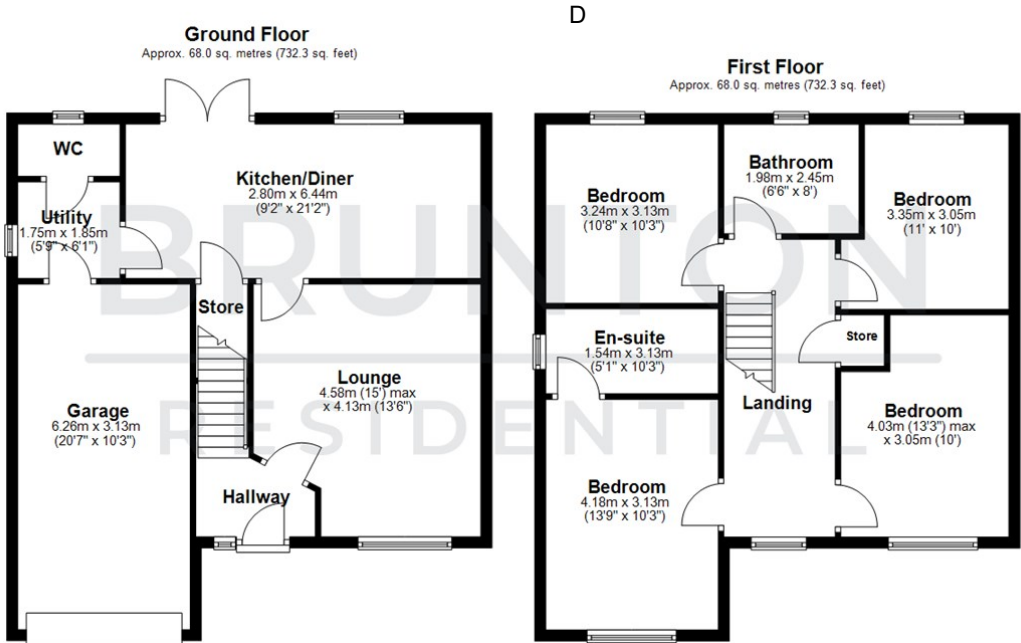 D
Ground Floor
Approx. 68.0 sq. metres (732.3 sq. feet)
WC
Kitchen/Diner
2.80m x 6.44m
(9'2" x 21'2")
Utility
1.75m x 1.85m
(5'9" x 6'1")
Store
Lounge
4.58m (15') max
x 4.13m (13'6")
Garage
6.26m x 3.13m
(20'7" x 10'3")
Hallway
First Floor
Approx. 68.0 sq. metres (732.3 sq. feet)
Bedroom
3.24m x 3.13m
(10'8" x 10'3")
Bathroom
1.98m x 2.45m
(6'6" x 8')
Bedroom
3.35m x 3.05m
(11' x 10')
En-suite
1.54m x 3.13m
(5'1" x 10'3")
Store
Landing
Bedroom
4.03m (13'3") max
x 3.05m (10')
Bedroom
4.18m x 3.13m
(13'9" x 10'3")
BRUNTON
RESIDENTIAL